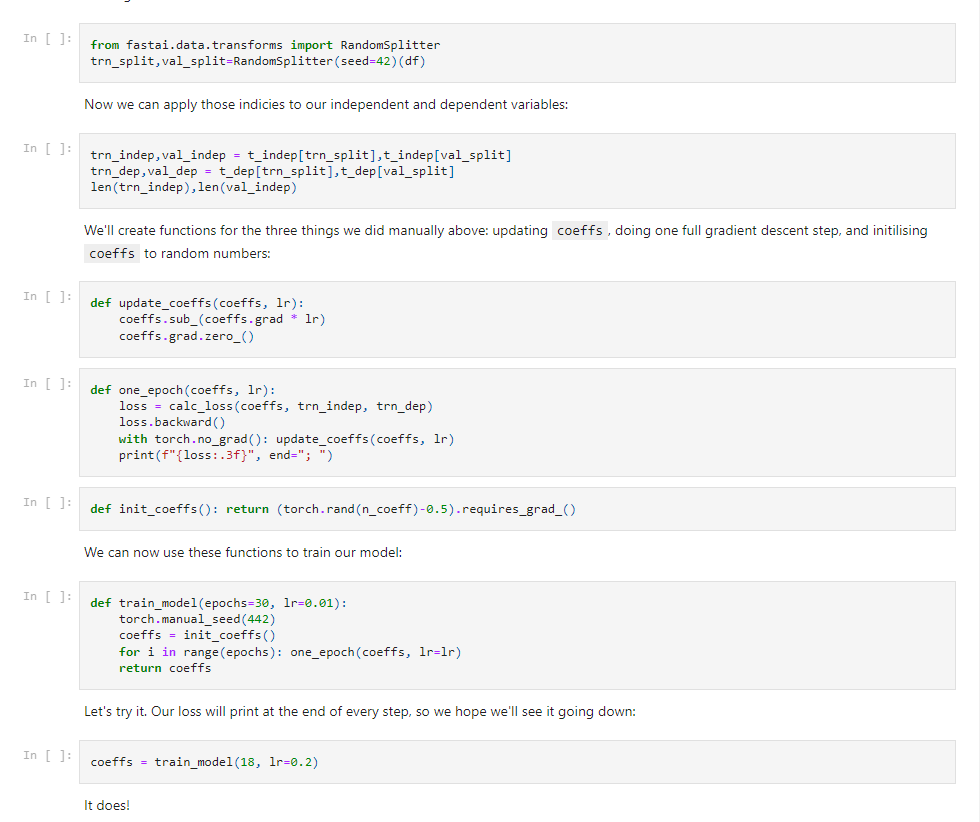 In [ ]:
from fastai.data.transforms import RandomSplitter
trn_split,val_split=RandomSplitter(seed=42)(df)
Now we can apply those indicies to our independent and dependent variables:
In [ ]:
trn_indep,val_indep = t_indep[trn_split],t_indep[val_split]
trn_dep,val_dep = t_dep[trn_split],t_dep[val_split]
len(trn_indep),len(val_indep)
We'll create functions for the three things we did manually above: updating coeffs , doing one full gradient descent step, and initilising
coeffs to random numbers:
In [ ]:
def update_coeffs(coeffs, lr):
    coeffs.sub_(coeffs.grad * lr)
    coeffs.grad.zero_()
In [ ]:
def one_epoch(coeffs, lr):
    loss = calc_loss(coeffs, trn_indep, trn_dep)
    loss.backward()
    with torch.no_grad(): update_coeffs(coeffs, lr)
    print(f"{loss:.3f}", end="; ")
In [ ]:
def init_coeffs(): return (torch.rand(n_coeff)-0.5).requires_grad_()
We can now use these functions to train our model:
In [ ]:
def train_model(epochs=30, lr=0.01):
    torch.manual_seed(442)
    coeffs = init_coeffs()
    for i in range(epochs): one_epoch(coeffs, lr=lr)
    return coeffs
Let's try it. Our loss will print at the end of every step, so we hope we'll see it going down:
In [ ]:
coeffs = train_model(18, lr=0.2)
It does!